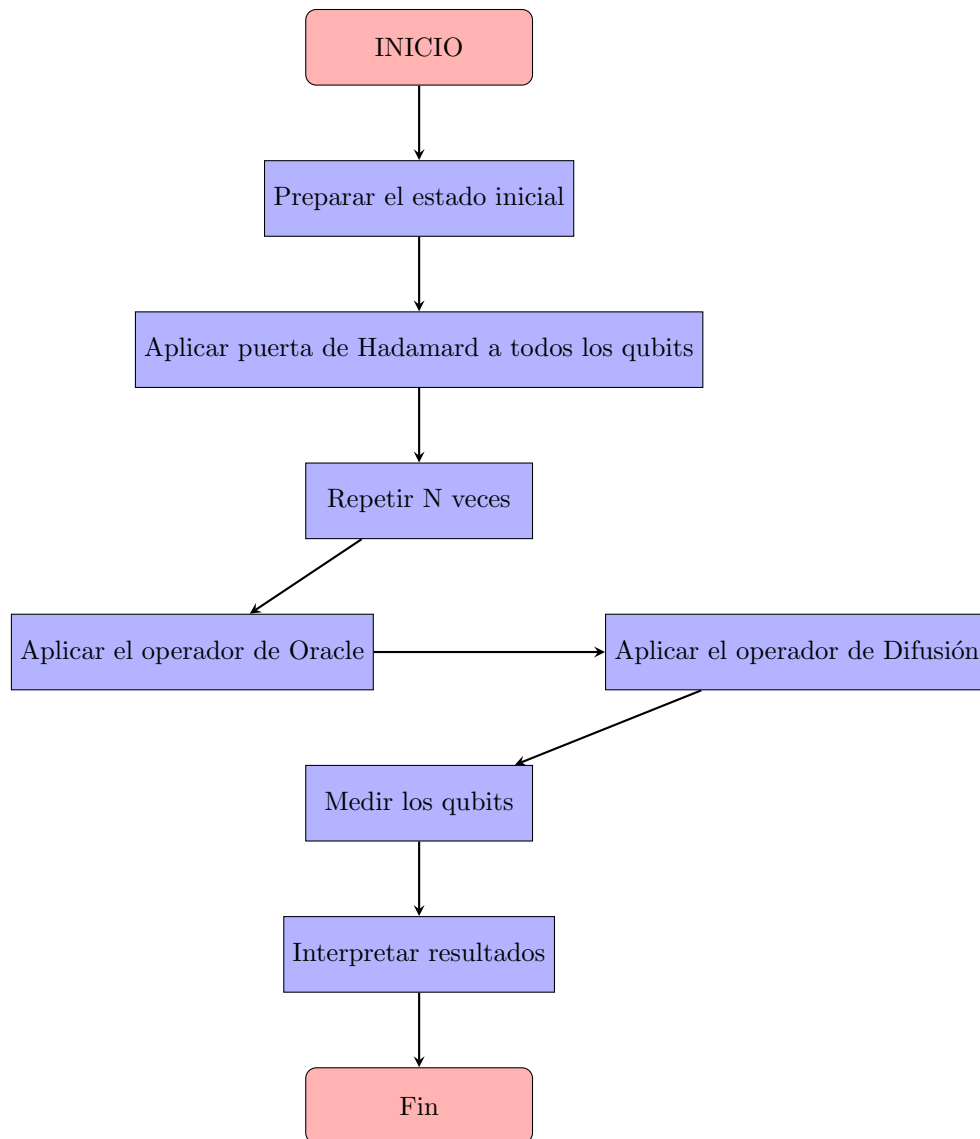 INICIO
Preparar el estado inicial
Aplicar puerta de Hadamard a todos los qubits
Repetir N veces
Aplicar el operador de Oracle
Aplicar el operador de Difusión
Medir los qubits
Interpretar resultados
Fin